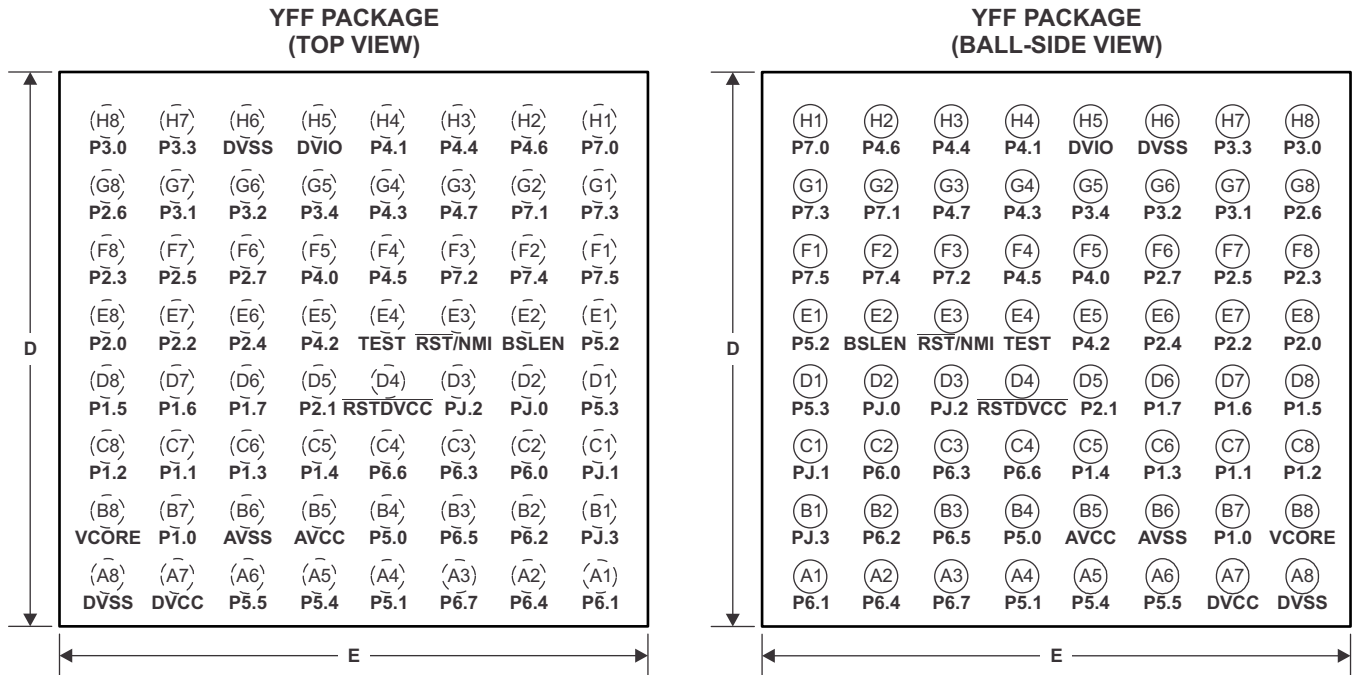 YFF PACKAGE
(TOP VIEW)
H8 H7 H6 H5 H4 H3 H2 H1
P3.0 P3.3 DVSS DVIO P4.1 P4.4 P4.6 P7.0
G8 G7 G6 G5 G4 G3 G2 G1
P2.6 P3.1 P3.2 P3.4 P4.3 P4.7 P7.1 P7.3
F8 F7 F6 F5 F4 F3 F2 F1
P2.3 P2.5 P2.7 P4.0 P4.5 P7.2 P7.4 P7.5
E8 E7 E6 E5 E4 E3 E2 E1
P2.0 P2.2 P2.4 P4.2 TEST RST/NMI BSLEN P5.2
D
D8 D7 D6 D5 D4 D3 D2 D1
P1.5 P1.6 P1.7 P2.1 RSTDVCC PJ.2 PJ.0 P5.3
C8 C7 C6 C5 C4 C3 C2 C1
P1.2 P1.1 P1.3 P1.4 P6.6 P6.3 P6.0 PJ.1
B8 B7 B6 B5 B4 B3 B2 B1
VCORE P1.0 AVSS AVCC P5.0 P6.5 P6.2 PJ.3
A8 A7 A6 A5 A4 A3 A2 A1
DVSS DVCC P5.5 P5.4 P5.1 P6.7 P6.4 P6.1
E
YFF PACKAGE
(BALL-SIDE VIEW)
H1 H2 H3 H4 H5 H6 H7 H8
P7.0 P4.6 P4.4 P4.1 DVIO DVSS P3.3 P3.0
G1 G2 G3 G4 G5 G6 G7 G8
P7.3 P7.1 P4.7 P4.3 P3.4 P3.2 P3.1 P2.6
F1 F2 F3 F4 F5 F6 F7 F8
P7.5 P7.4 P7.2 P4.5 P4.0 P2.7 P2.5 P2.3
E1 E2 E3 E4 E5 E6 E7 E8
P5.2 BSLEN RST/NMI TEST P4.2 P2.4 P2.2 P2.0
D
D1 D2 D3 D4 D5 D6 D7 D8
P5.3 PJ.0 PJ.2 RSTDVCC P2.1 P1.7 P1.6 P1.5
C1 C2 C3 C4 C5 C6 C7 C8
PJ.1 P6.0 P6.3 P6.6 P1.4 P1.3 P1.1 P1.2
B1 B2 B3 B4 B5 B6 B7 B8
PJ.3 P6.2 P6.5 P5.0 AVCC AVSS P1.0 VCORE
A1 A2 A3 A4 A5 A6 A7 A8
P6.1 P6.4 P6.7 P5.1 P5.4 P5.5 DVCC DVSS
E